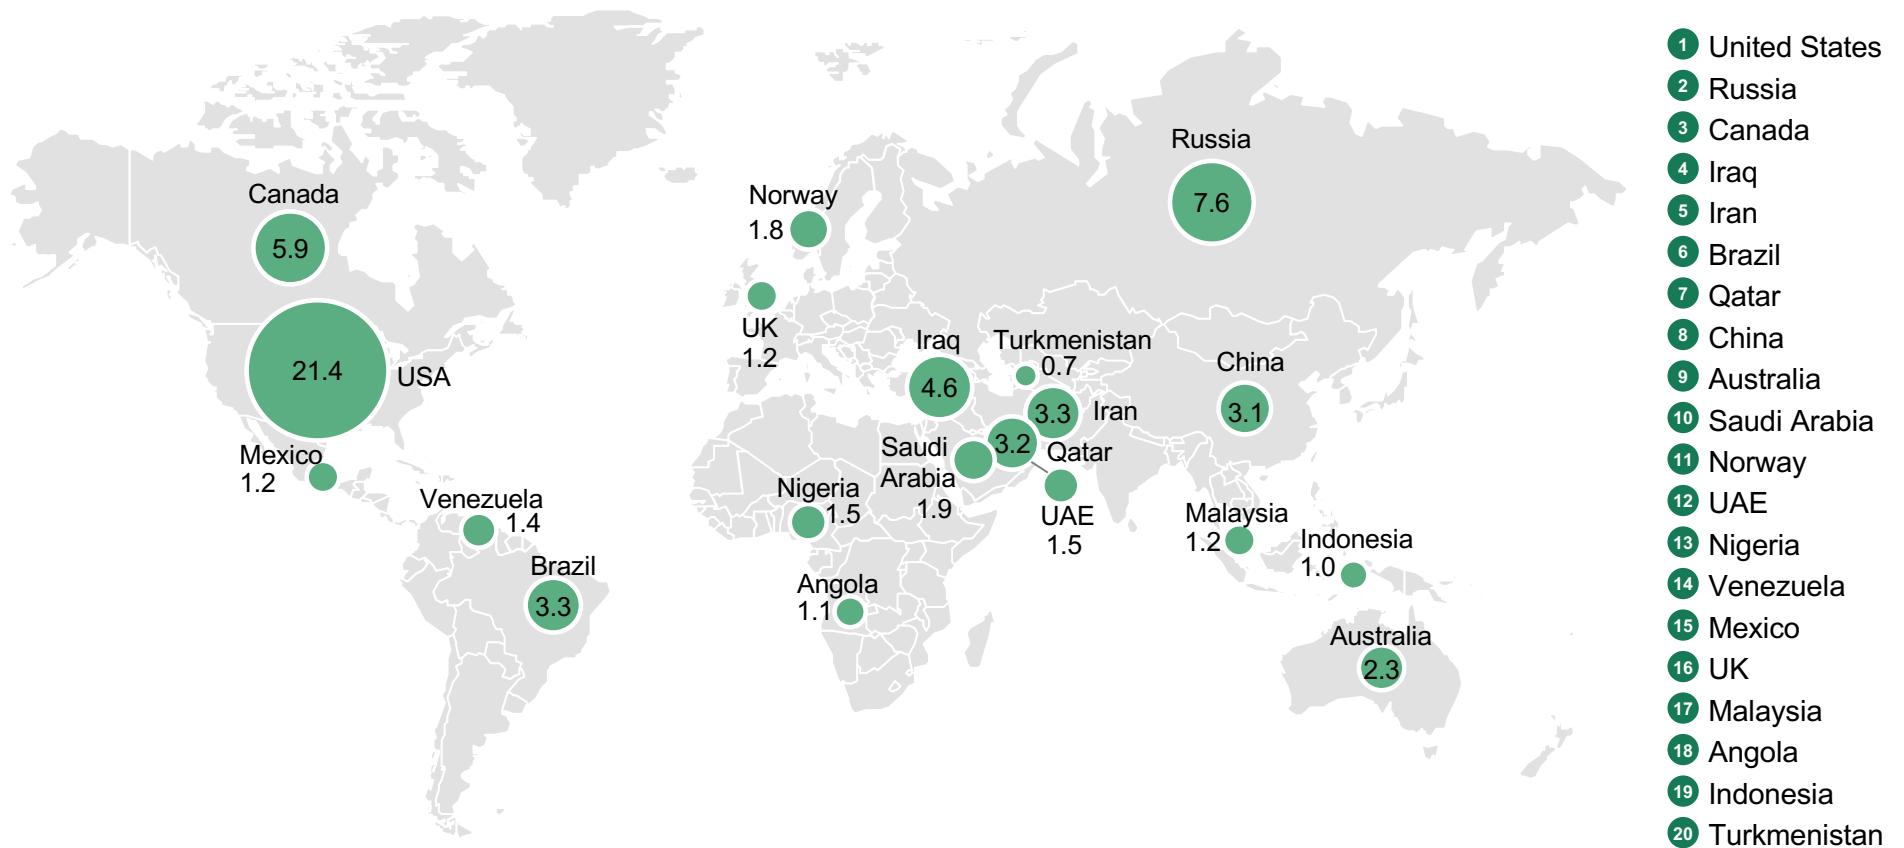 Canada
5.9
21.4
USA
Mexico
1.2
Venezuela
1.4
Brazil
3.3
Norway
1.8
UK
1.2
Russia
7.6
Iraq
4.6
Turkmenistan
0.7
3.3
Iran
3.2
Qatar
Saudi
Arabia
1.9
UAE
1.5
China
3.1
Nigeria
1.5
Angola
1.1
Malaysia
1.2
Indonesia
1.0
Australia
2.3
1 United States
2 Russia
3 Canada
4 Iraq
5 Iran
6 Brazil
7 Qatar
8 China
9 Australia
10 Saudi Arabia
11 Norway
12 UAE
13 Nigeria
14 Venezuela
15 Mexico
16 UK
17 Malaysia
18 Angola
19 Indonesia
20 Turkmenistan